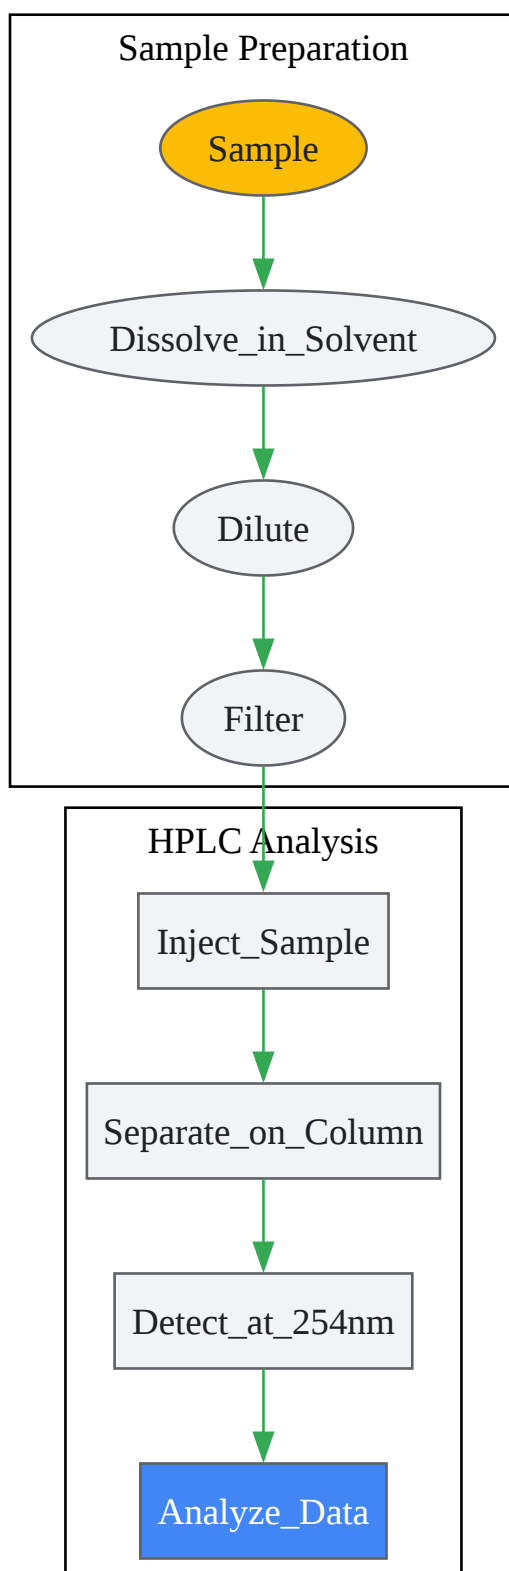 Sample Preparation
Sample
Dissolve_in_Solvent
Dilute
Filter
HPLC Analysis
Inject_Sample
Separate_on_Column
Detect_at_254nm
Analyze_Data